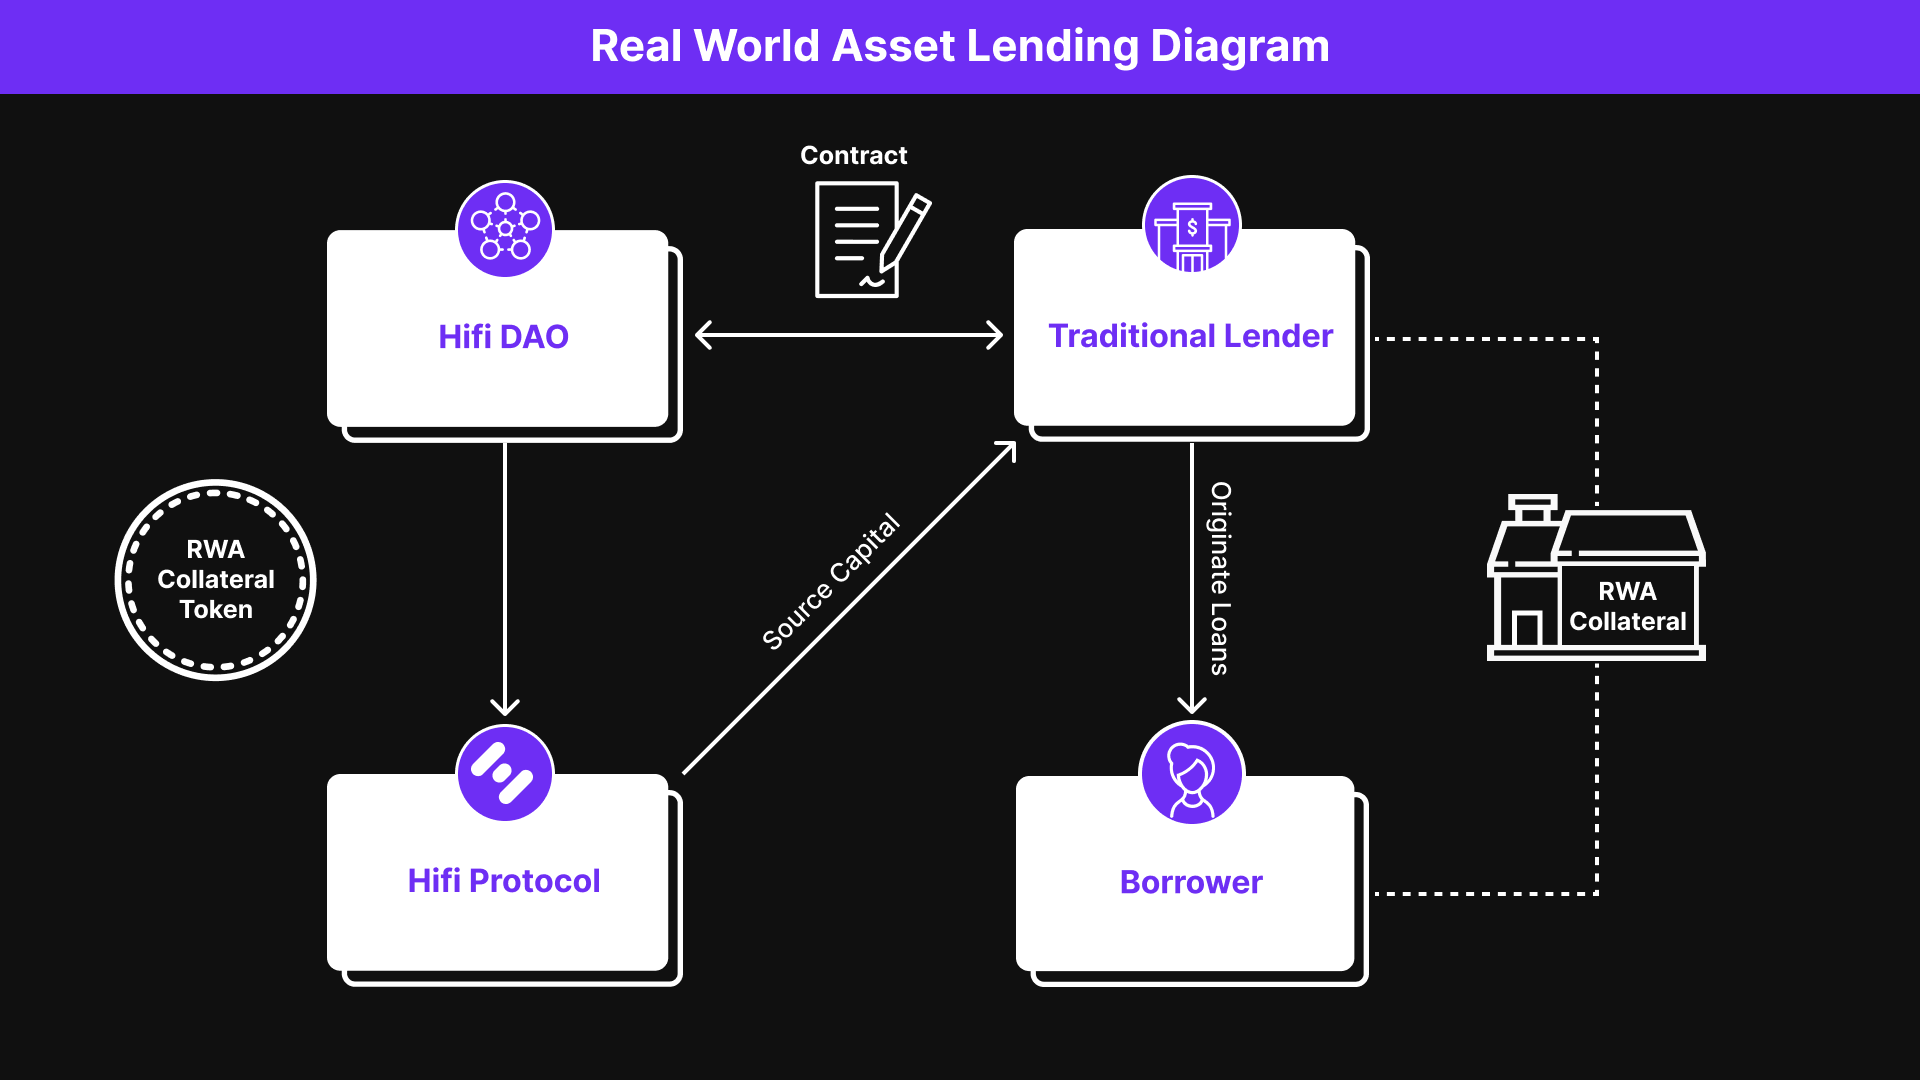 Real World Asset Lending Diagram
Contract
$
Hifi DAO
Traditional Lender
RWA
Collateral
Token
Source Capital
Originate Loans
RWA
Collateral
Hifi Protocol
Borrower